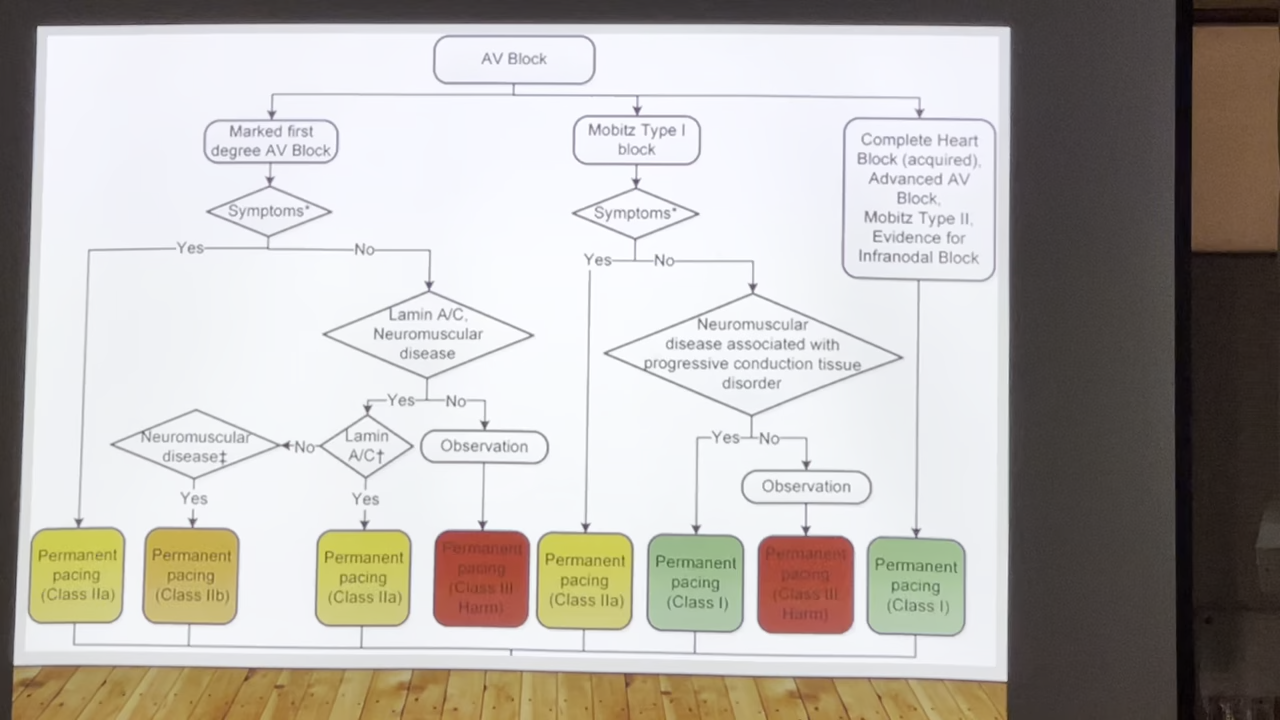 AV Block
Marked first
degree AV Block
Mobitz Type I
block
Complete Heart
Block (acquired),
Advanced AV
Block,
Mobitz Type II,
Evidence for
Infranodal Block
Symptoms*
Symptoms*
Yes
No
Yes
No
Lamin A/C,
Neuromuscular
disease
Neuromuscular
disease associated with
progressive conduction tissue
disorder
Yes
No
Yes
No
Neuromuscular
disease‡
No
Lamin
A/C†
Observation
Observation
Yes
Yes
Permanent
pacing
(Class IIa)
Permanent
pacing
(Class IIb)
Permanent
pacing
(Class IIa)
Permanent
pacing
(Class III
Harm)
Permanent
pacing
(Class IIa)
Permanent
pacing
(Class I)
Permanent
pacing
(Class III
Harm)
Permanent
pacing
(Class I)